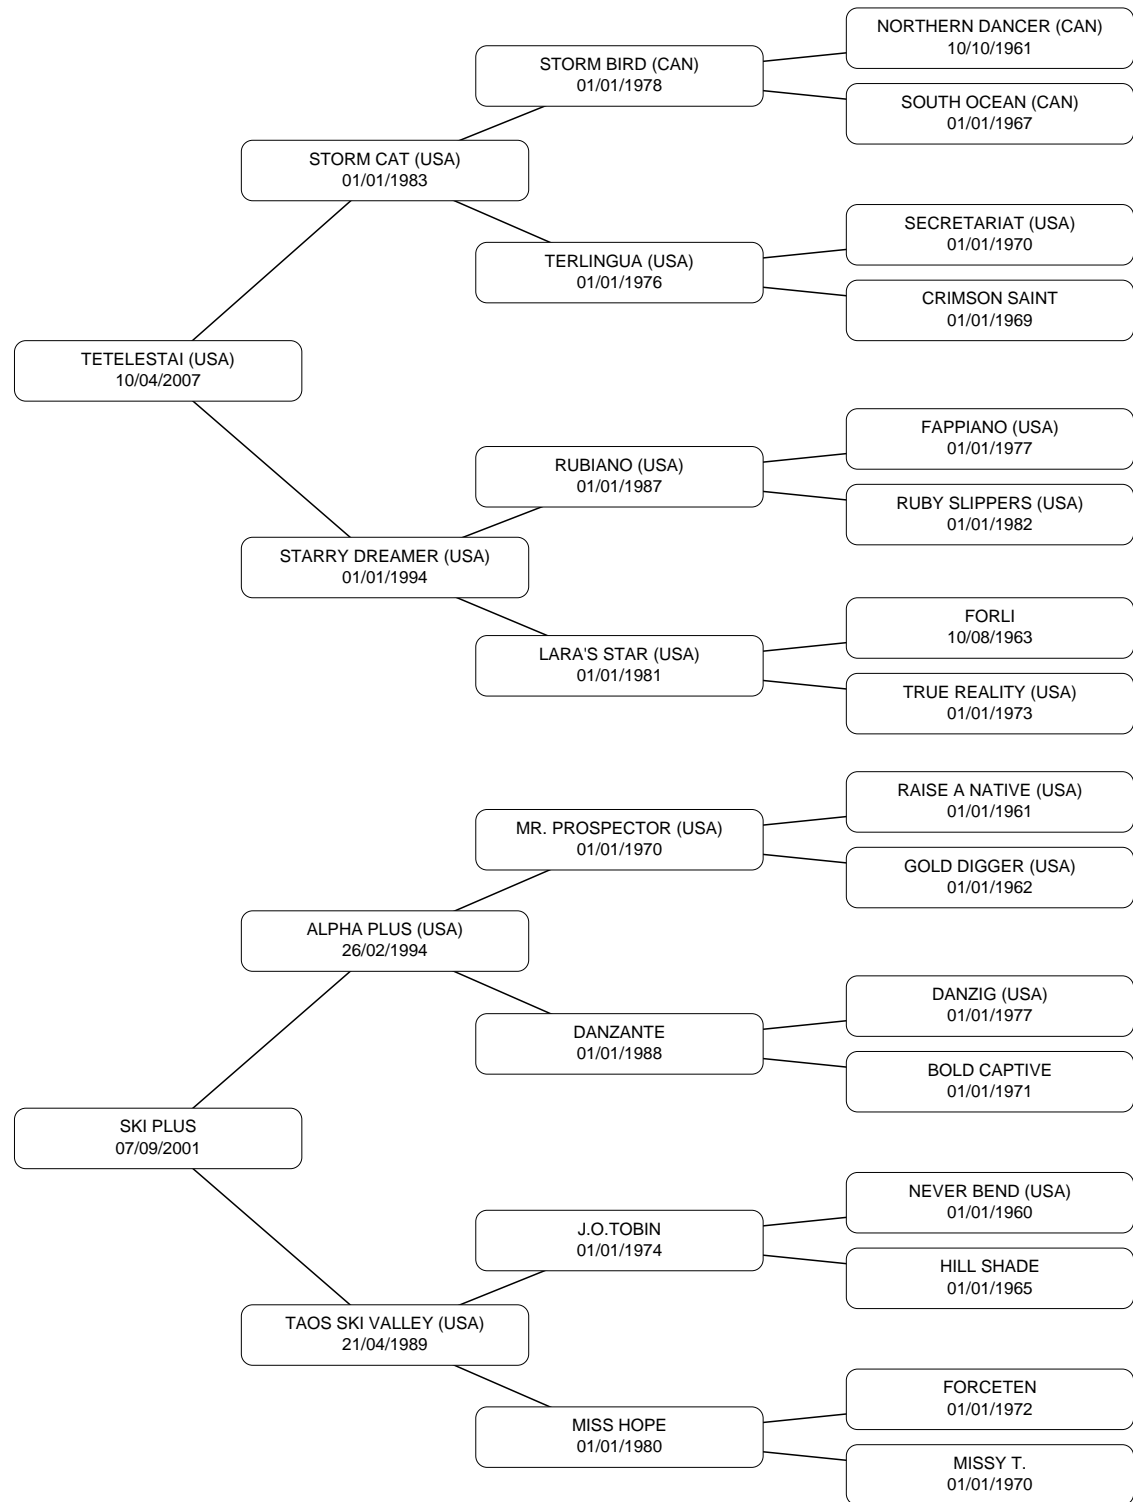 NORTHERN DANCER (CAN)
10/10/1961
STORM BIRD (CAN)
01/01/1978
SOUTH OCEAN (CAN)
01/01/1967
STORM CAT (USA)
01/01/1983
SECRETARIAT (USA)
01/01/1970
TERLINGUA (USA)
01/01/1976
CRIMSON SAINT
01/01/1969
TETELESTAI (USA)
10/04/2007
FAPPIANO (USA)
01/01/1977
RUBIANO (USA)
01/01/1987
RUBY SLIPPERS (USA)
01/01/1982
STARRY DREAMER (USA)
01/01/1994
FORLI
10/08/1963
LARA'S STAR (USA)
01/01/1981
TRUE REALITY (USA)
01/01/1973
RAISE A NATIVE (USA)
01/01/1961
MR. PROSPECTOR (USA)
01/01/1970
GOLD DIGGER (USA)
01/01/1962
ALPHA PLUS (USA)
26/02/1994
DANZIG (USA)
01/01/1977
DANZANTE
01/01/1988
BOLD CAPTIVE
01/01/1971
SKI PLUS
07/09/2001
NEVER BEND (USA)
01/01/1960
J.O.TOBIN
01/01/1974
HILL SHADE
01/01/1965
TAOS SKI VALLEY (USA)
21/04/1989
FORCETEN
01/01/1972
MISS HOPE
01/01/1980
MISSY T.
01/01/1970